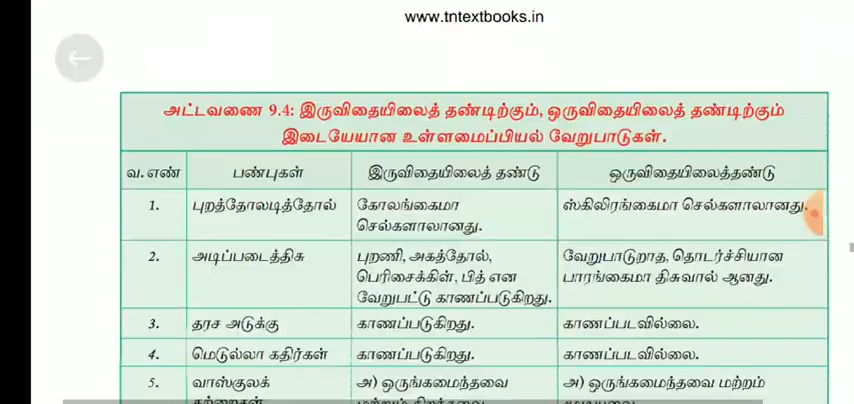 www.tntextbooks.in
அட்டவணை 9.4: இருவிதையிலைத் தண்டிற்கும், ஒருவிதையிலைத் தண்டிற்கும்
இடையேயான உள்ளமைப்பியல் வேறுபாடுகள்.
வ. எண் பண்புகள் இருவிதையிலைத் தண்டு ஒருவிதையிலைத்தண்டு
1. புறத்தோலடித்தோல் கோலங்கைமா ஸ்கிலிரங்கைமா செல்களாலானது.
செல்களாலானது.
2. அடிப்படைத்திசு புறணி, அகத்தோல், வேறுபாடுறாத, தொடர்ச்சியான
பெரிசைக்கிள், பித் என பாரங்கைமா திசுவால் ஆனது.
வேறுபட்டு காணப்படுகிறது.
3. தரச அடுக்கு காணப்படுகிறது. காணப்படவில்லை.
4. மெடுல்லா கதிர்கள் காணப்படுகிறது. காணப்படவில்லை.
5. வாஸ்குலக் அ) ஒருங்கமைந்தவை அ) ஒருங்கமைந்தவை மற்றம்